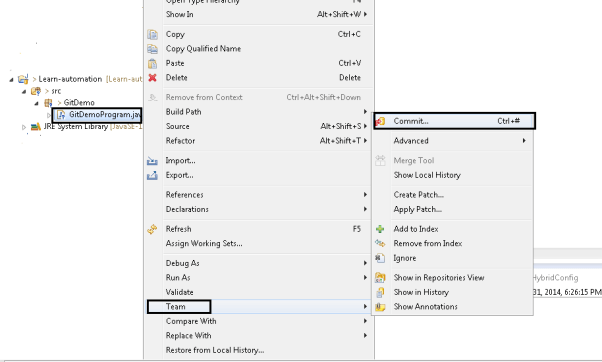 Open Type Hierarchy F4
Show In Alt+Shift+W
Copy Ctrl+C
Copy Qualified Name
Paste Ctrl+V
Delete Delete
Remove from Context Ctrl+Alt+Shift+Down
Build Path
Source Alt+Shift+S
Refactor Alt+Shift+T
Import...
Export...
References
Declarations
Refresh F5
Assign Working Sets...
Debug As
Run As
Validate
Team
Compare With
Replace With
Restore from Local History...
> Learn-automation [Learn-aut
> src
> GitDemo
> GitDemoProgram.jav
JRE System Library [JavaSE-1
Commit... Ctrl+#
Advanced
Merge Tool
Show Local History
Create Patch...
Apply Patch...
Add to Index
Remove from Index
Ignore
Show in Repositories View
Show in History
Show Annotations
HybridConfig
31, 2014, 6:26:15 PM